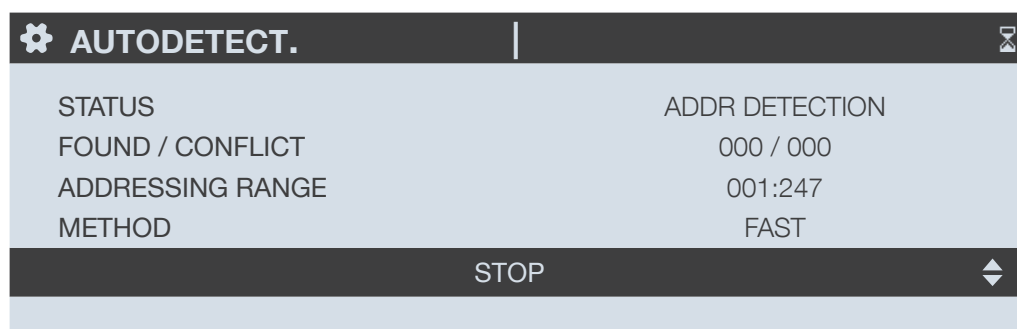 AUTODETECT.
STATUS ADDR DETECTION
FOUND / CONFLICT 000 / 000
ADDRESSING RANGE 001:247
METHOD FAST
STOP